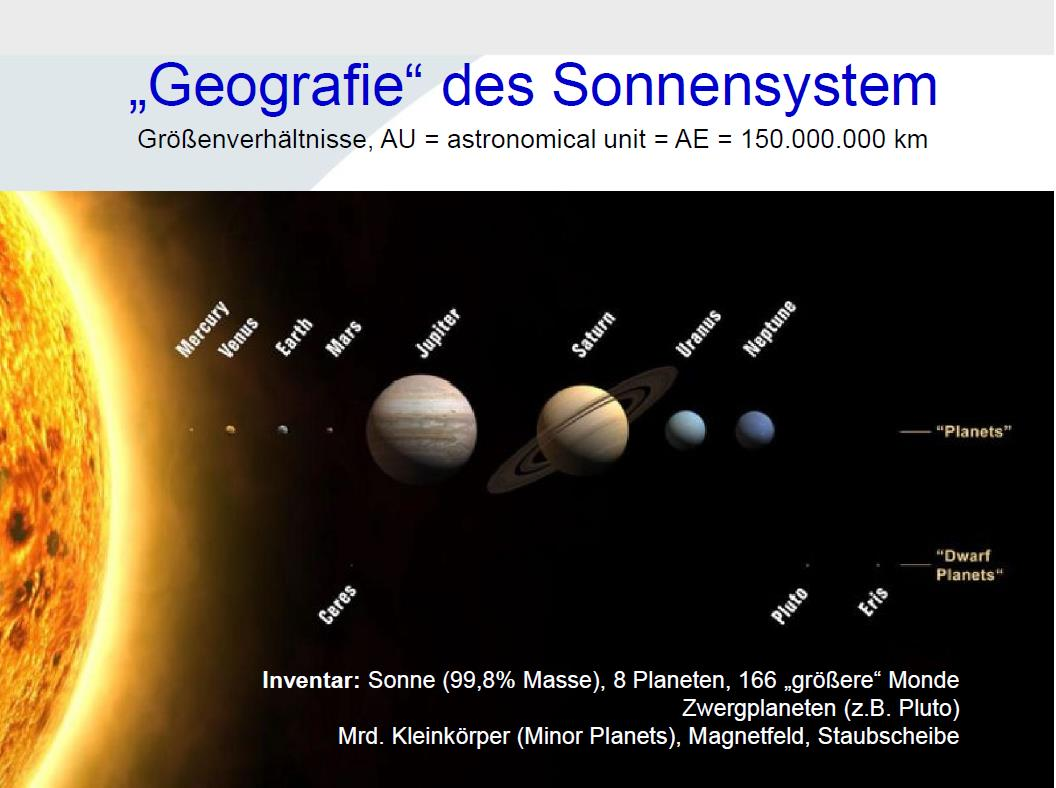 „Geografie“ des Sonnensystem
Größenverhältnisse, AU = astronomical unit = AE = 150.000.000 km
Mercury
Venus
Earth
Mars
Jupiter
Saturn
Uranus
Neptune
“Planets”
“Dwarf
Planets“
Ceres
Pluto
Eris
Inventar: Sonne (99,8% Masse), 8 Planeten, 166 „größere“ Monde
Zwergplaneten (z.B. Pluto)
Mrd. Kleinkörper (Minor Planets), Magnetfeld, Staubscheibe